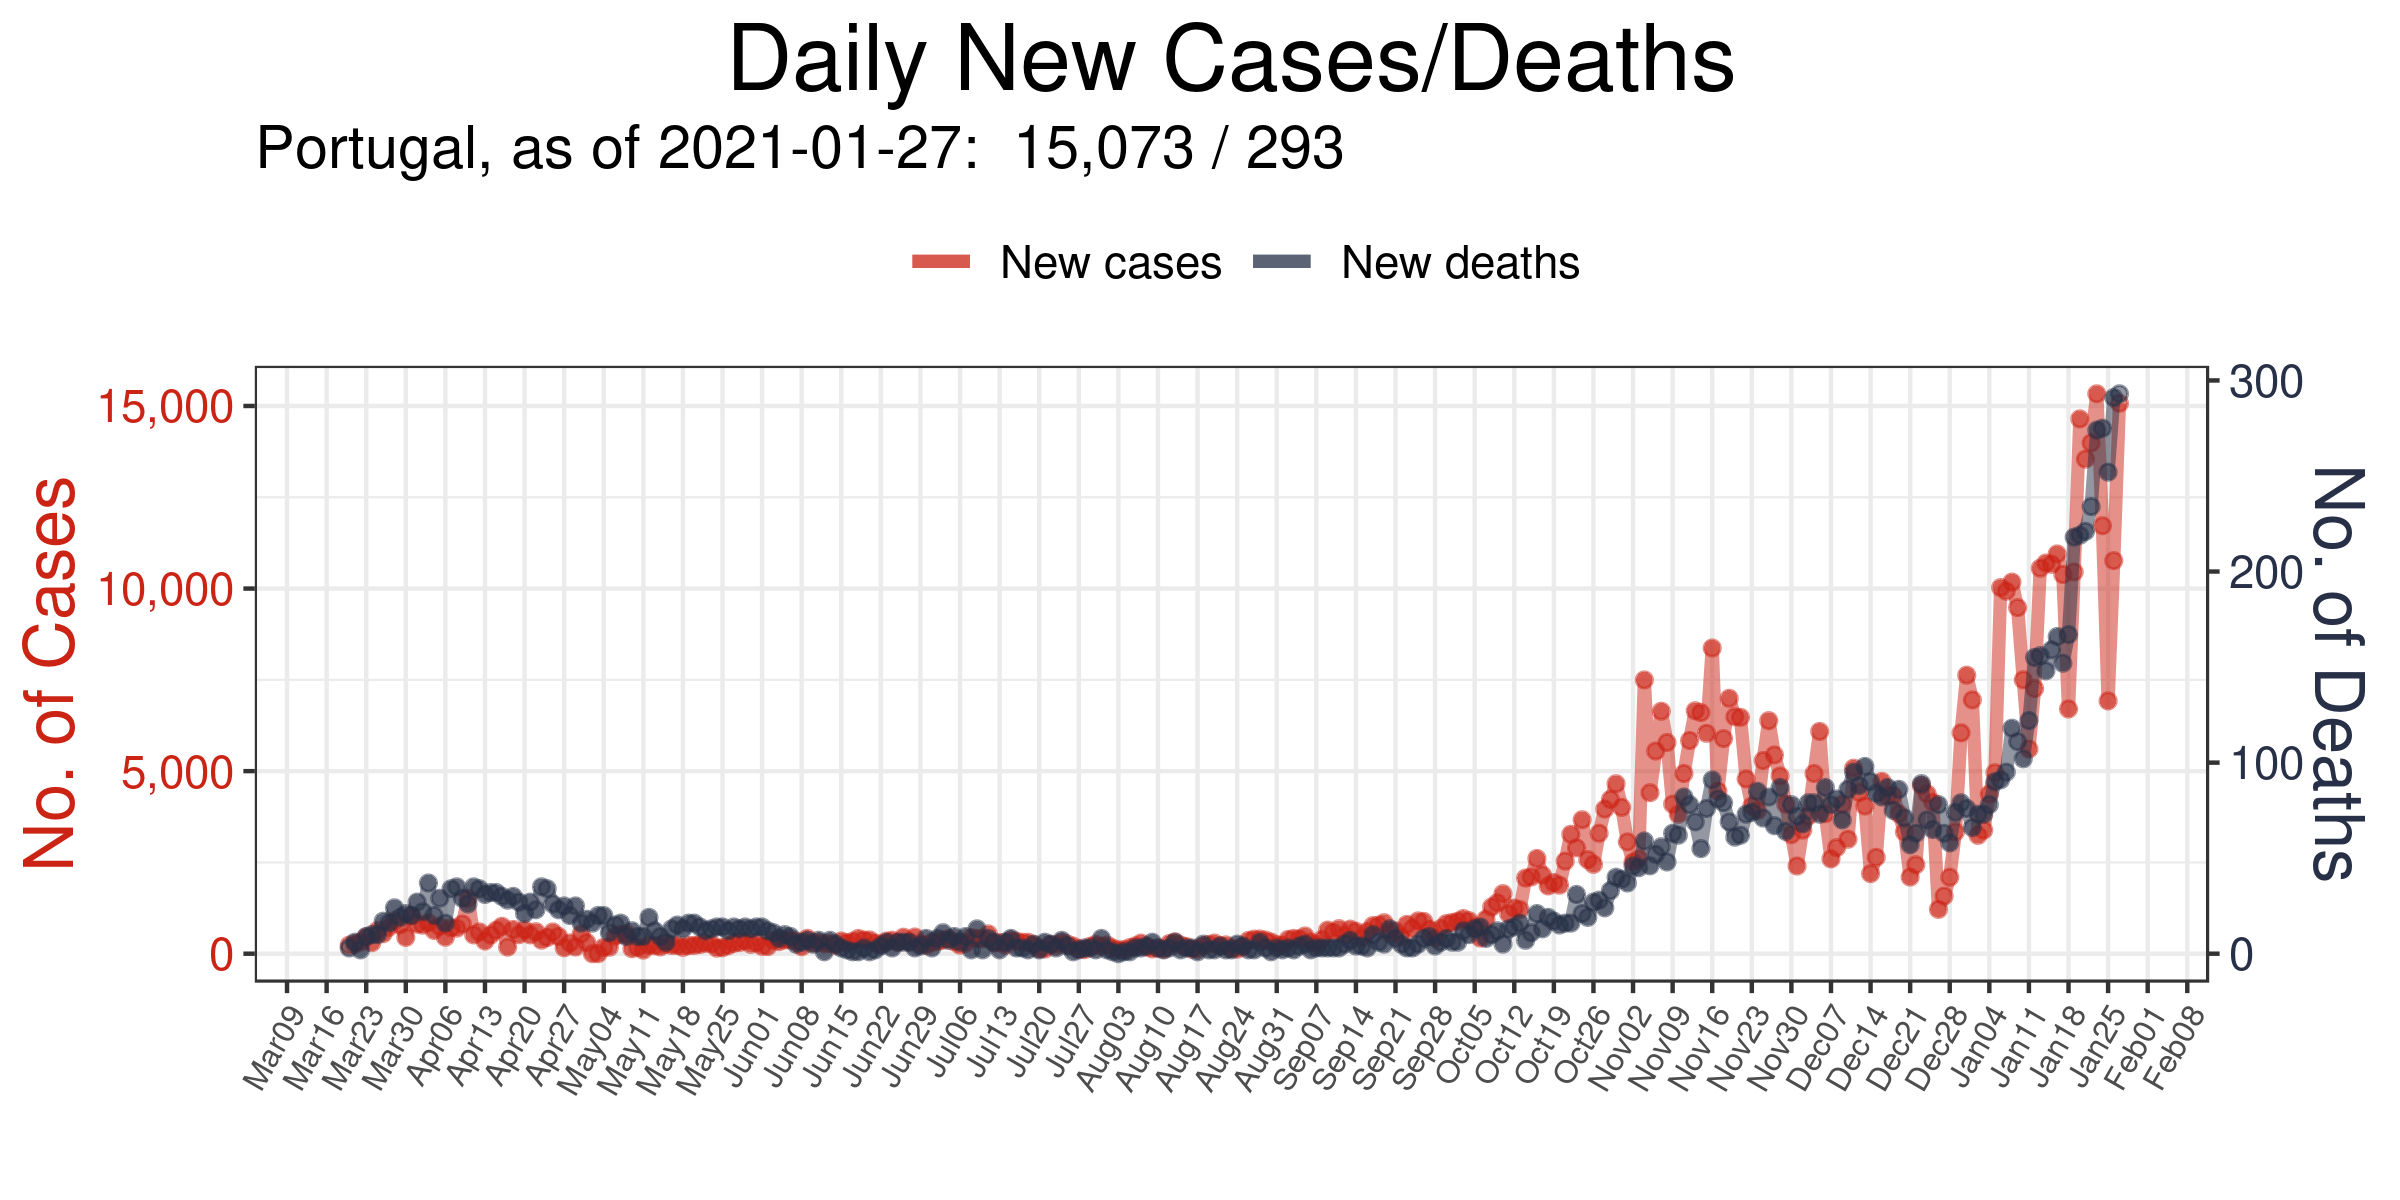 Daily New Cases/Deaths
Portugal, as of 2021-01-27:  15,073 / 293
New cases New deaths
No. of Cases
15,000
10,000
5,000
0
300
200
100
0
No. of Deaths
Mar09 Mar16 Mar23 Mar30 Apr06 Apr13 Apr20 Apr27 May04 May11 May18 May25 Jun01 Jun08 Jun15 Jun22 Jun29 Jul06 Jul13 Jul20 Jul27 Aug03 Aug10 Aug17 Aug24 Aug31 Sep07 Sep14 Sep21 Sep28 Oct05 Oct12 Oct19 Oct26 Nov02 Nov09 Nov16 Nov23 Nov30 Dec07 Dec14 Dec21 Dec28 Jan04 Jan11 Jan18 Jan25 Feb01 Feb08